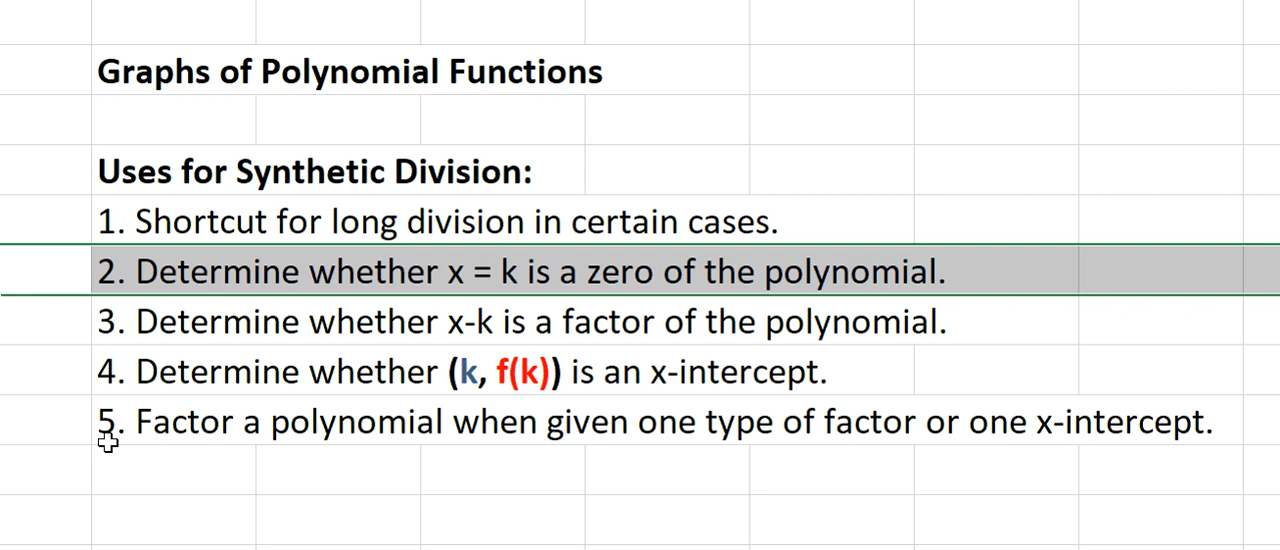 Graphs of Polynomial Functions
Uses for Synthetic Division:
1. Shortcut for long division in certain cases.
2. Determine whether x = k is a zero of the polynomial.
3. Determine whether x-k is a factor of the polynomial.
4. Determine whether (k, f(k)) is an x-intercept.
5. Factor a polynomial when given one type of factor or one x-intercept.